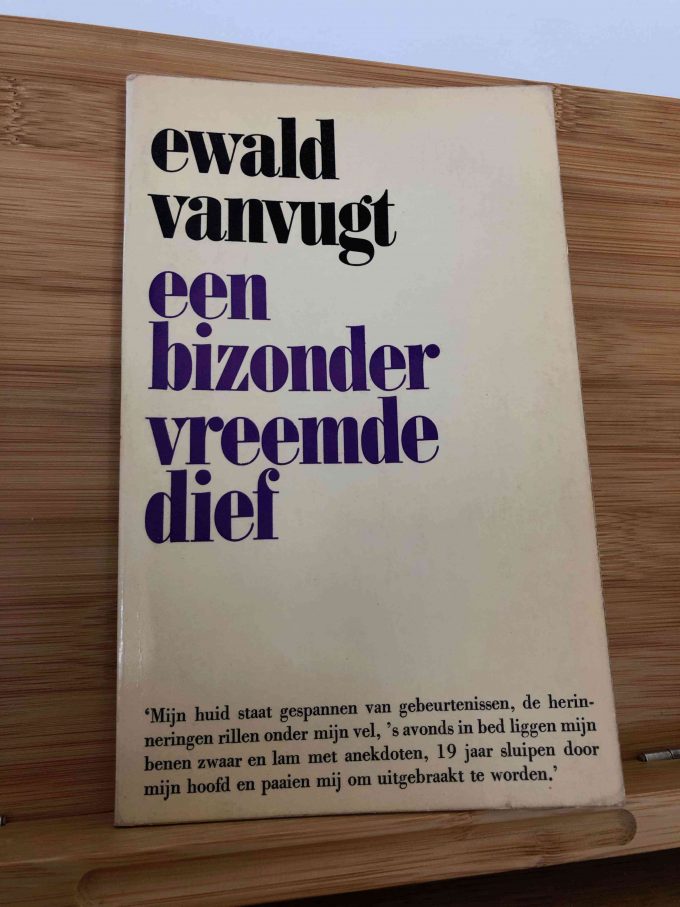 ewald
vanvugt
een
bizonder
vreemde
dief
‘Mijn huid staat gespannen van gebeurtenissen, de herin-
neringen rillen onder mijn vel, ’s avonds in bed liggen mijn
benen zwaar en lam met anekdoten, 19 jaar sluipen door
mijn hoofd en paaien mij om uitgebraakt te worden.’